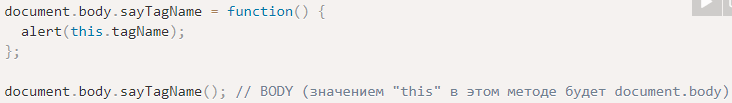 document.body.sayTagName = function() {
  alert(this.tagName);
};
document.body.sayTagName(); // BODY (значением "this" в этом методе будет document.body)